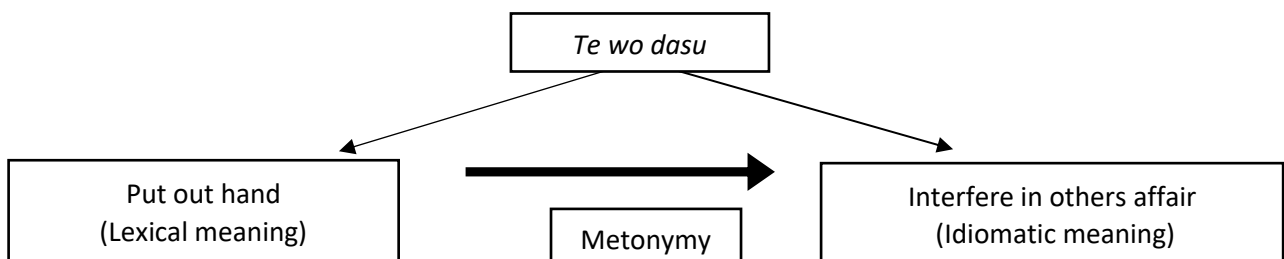 Te wo dasu
Put out hand
(Lexical meaning)
Metonymy
Interfere in others affair
(Idiomatic meaning)